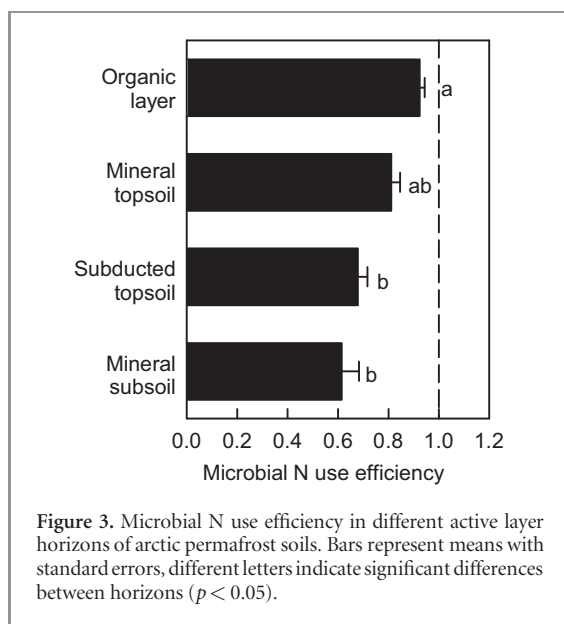 Organic
layer
a
Mineral
topsoil
ab
Subducted
topsoil
b
Mineral
subsoil
b
0.0 0.2 0.4 0.6 0.8 1.0 1.2
Microbial N use efficiency
Figure 3. Microbial N use efficiency in different active layer
horizons of arctic permafrost soils. Bars represent means with
standard errors, different letters indicate significant differences
between horizons (p < 0.05).